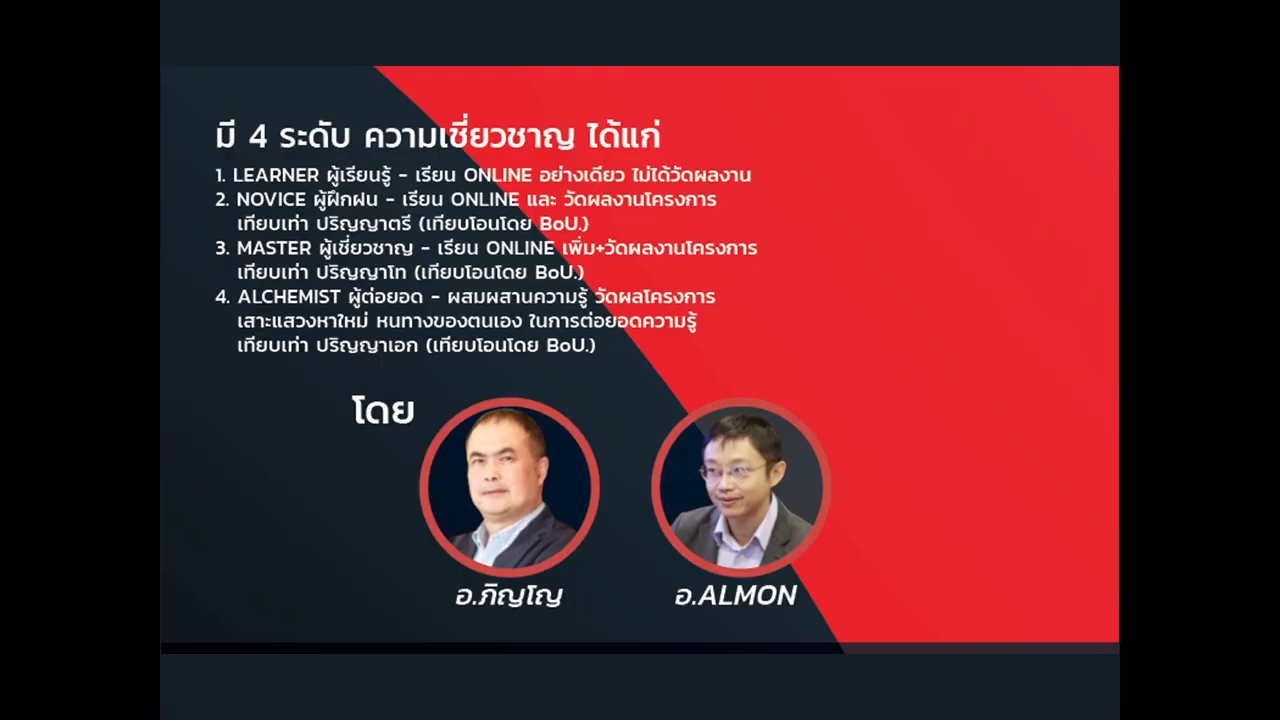 มี 4 ระดับ ความเชี่ยวชาญ ได้แก่
1. LEARNER ผู้เรียนรู้ - เรียน ONLINE อย่างเดียว ไม่ได้วัดผลงาน
2. NOVICE ผู้ฝึกฝน - เรียน ONLINE และ วัดผลงานโครงการ
เทียบเท่า ปริญญาตรี (เทียบโอนโดย BoU.)
3. MASTER ผู้เชี่ยวชาญ - เรียน ONLINE เพิ่ม+วัดผลงานโครงการ
เทียบเท่า ปริญญาโท (เทียบโอนโดย BoU.)
4. ALCHEMIST ผู้ต่อยอด - ผสมผสานความรู้ วัดผลโครงการ
เสาะแสวงหาใหม่ หนทางของตนเอง ในการต่อยอดความรู้
เทียบเท่า ปริญญาเอก (เทียบโอนโดย BoU.)
โดย
อ.ภิญโญ อ.ALMON